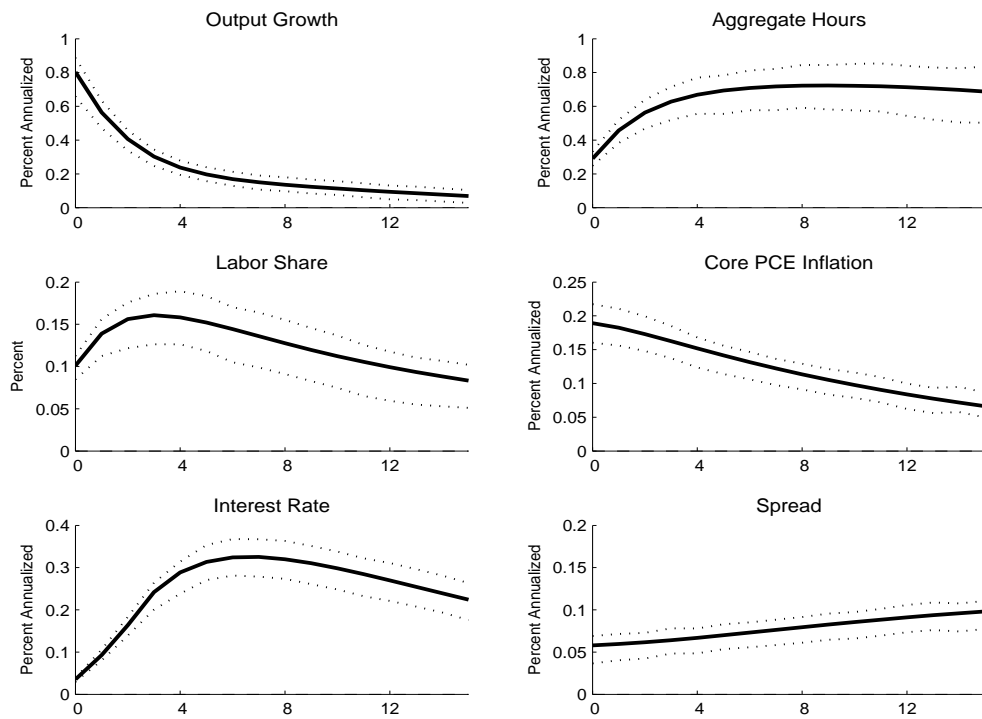 Output Growth
Percent Annualized
1
0.8
0.6
0.4
0.2
0
0 4 8 12
Aggregate Hours
Percent Annualized
1
0.8
0.6
0.4
0.2
0
0 4 8 12
Labor Share
Percent
0.2
0.15
0.1
0.05
0
0 4 8 12
Core PCE Inflation
Percent Annualized
0.25
0.2
0.15
0.1
0.05
0
0 4 8 12
Interest Rate
Percent Annualized
0.4
0.3
0.2
0.1
0
0 4 8 12
Spread
Percent Annualized
0.2
0.15
0.1
0.05
0
0 4 8 12